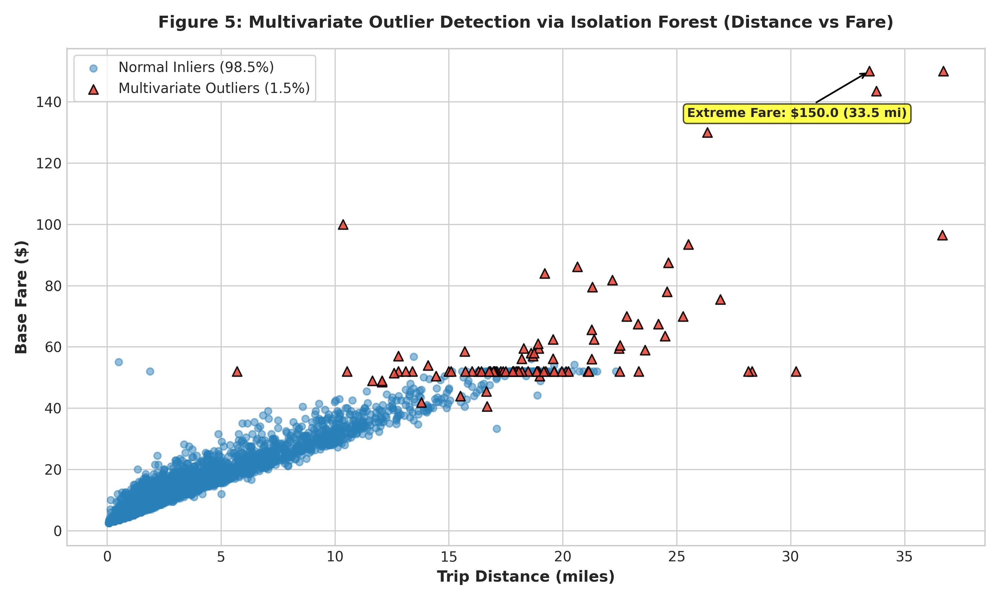 Figure 5: Multivariate Outlier Detection via Isolation Forest (Distance vs Fare)
Normal Inliers (98.5%)
Multivariate Outliers (1.5%)
Extreme Fare: $150.0 (33.5 mi)
Base Fare ($)
140
120
100
80
60
40
20
0
0 5 10 15 20 25 30 35
Trip Distance (miles)